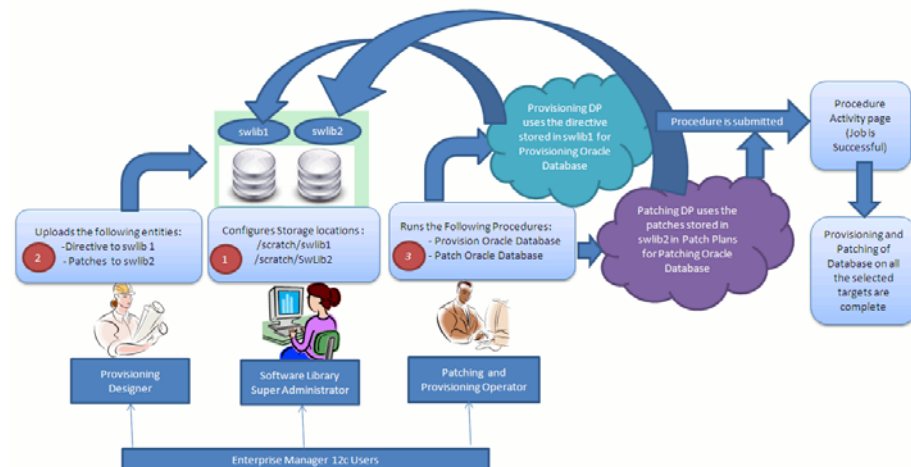 swlib1
swlib2
Provisioning DP
uses the directive
stored in swlib1 for
Provisioning Oracle
Database
Procedure is submitted
Procedure
Activity page
(Job is
Successful)
Uploads the following entities:
2
-Directive to swlib 1
- Patches to swlib2
Configures Storage locations :
1
/scratch/swlib1
/scratch/SwLib2
Runs the Following Procedures:
3
- Provision Oracle Database
- Patch Oracle Database
Patching DP uses the
patches stored in
swlib2 in Patch Plans
for Patching Oracle
Database
Provisioning and
Patching of
Database on all
the selected
targets are
complete
Provisioning
Designer
Software Library
Super Administrator
Patching and
Provisioning Operator
Enterprise Manager 12c Users